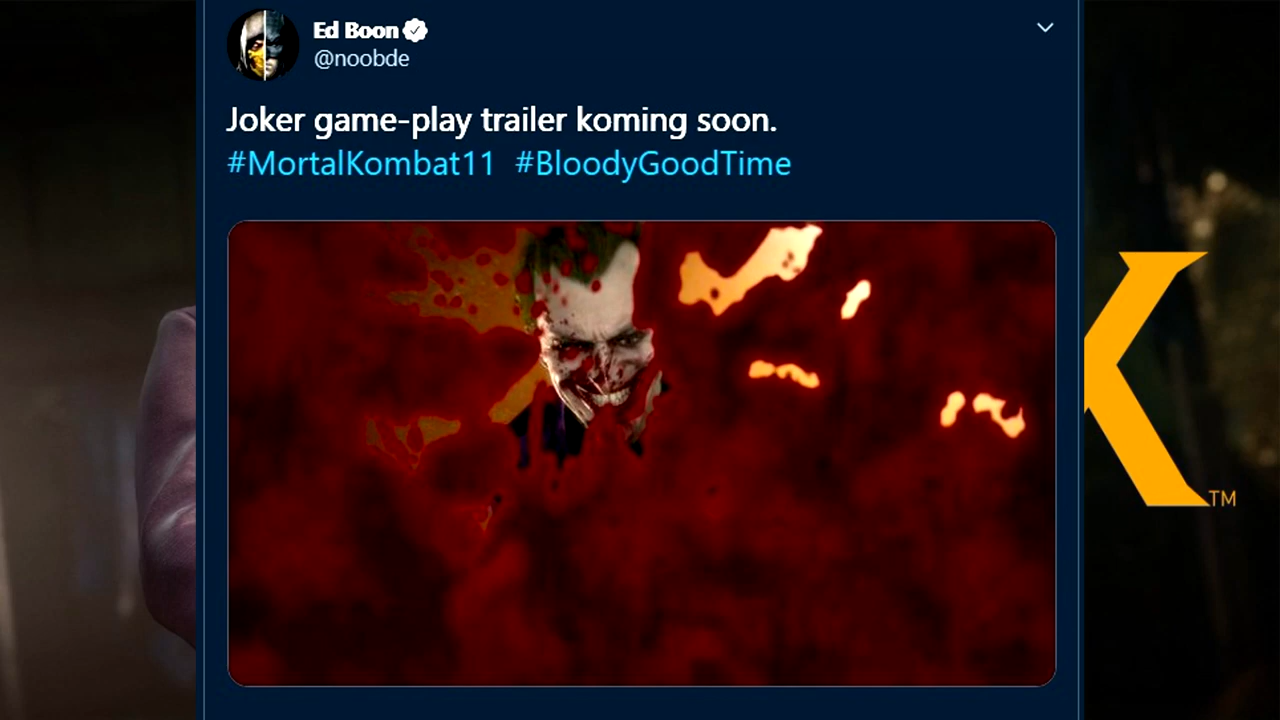 Ed Boon
@noobde
Joker game-play trailer koming soon.
#MortalKombat11 #BloodyGoodTime
TM